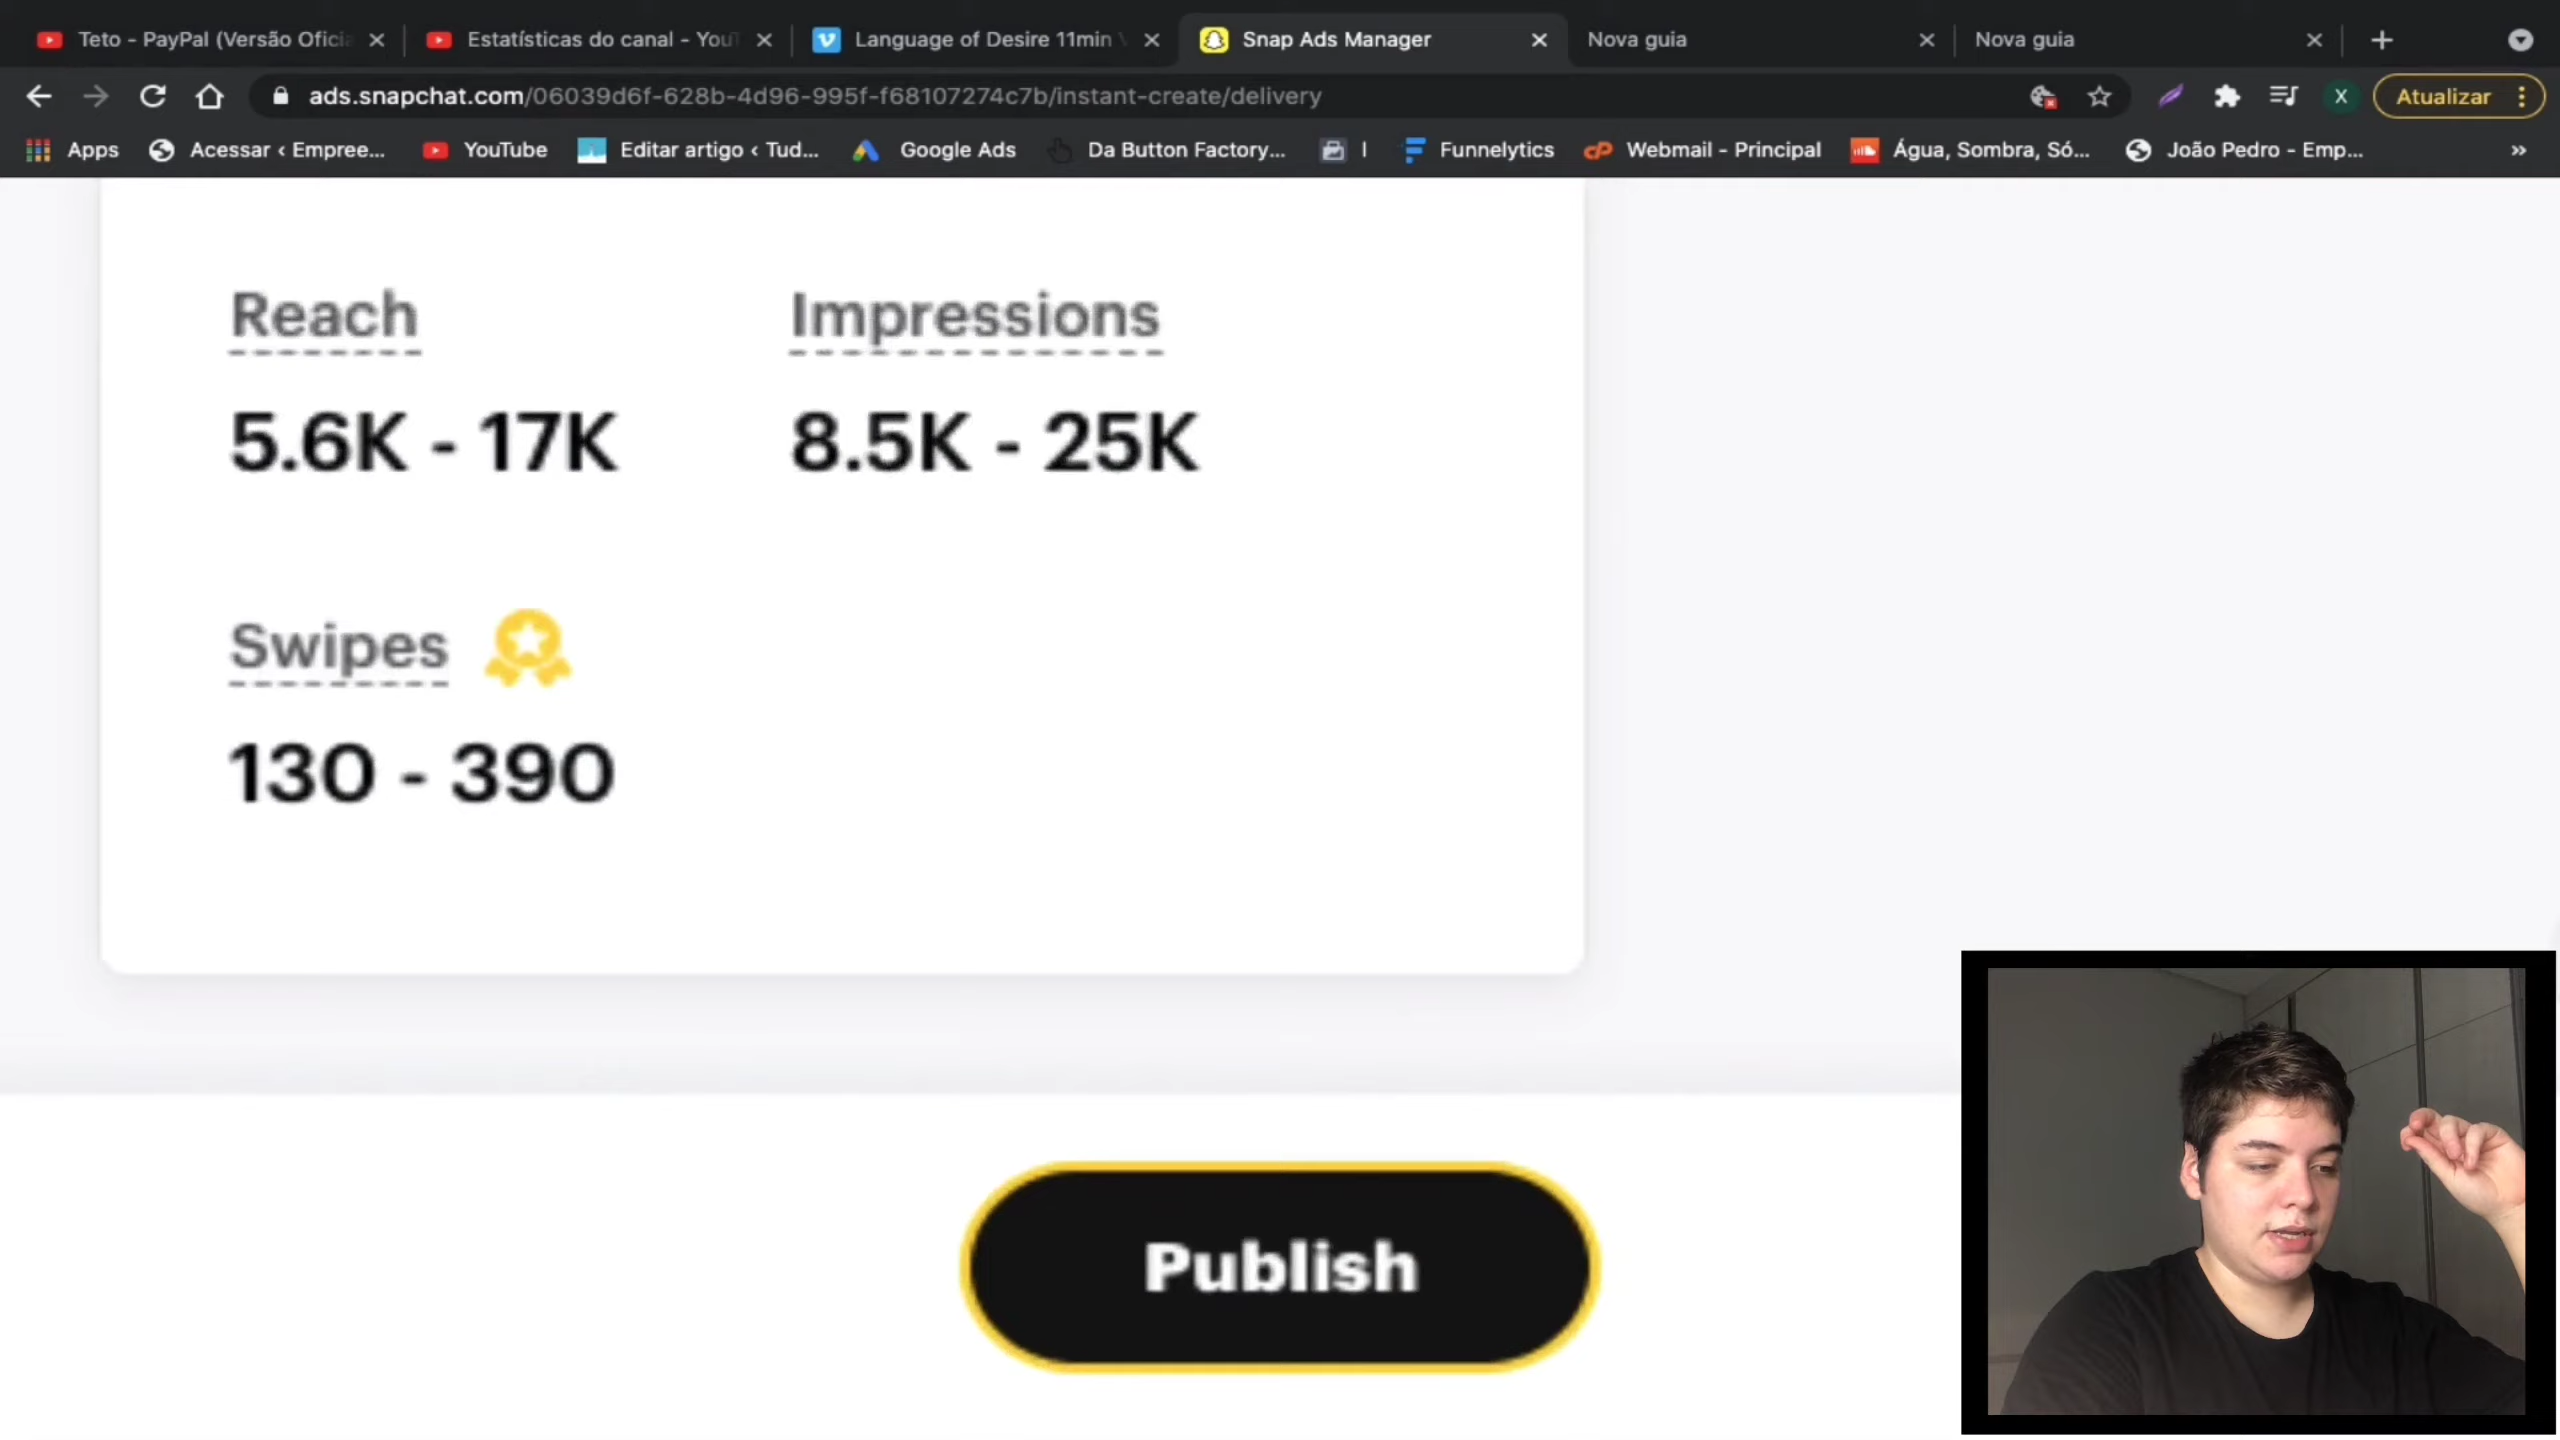 Teto - PayPal (Versão Oficia
Estatísticas do canal - YouT
Language of Desire 11min V
Snap Ads Manager
Nova guia
Nova guia
ads.snapchat.com/06039d6f-628b-4d96-995f-f68107274c7b/instant-create/delivery
X
Atualizar
Apps
Acessar ‹ Empree...
YouTube
Editar artigo ‹ Tud...
Google Ads
Da Button Factory...
I
Funnelytics
Webmail - Principal
Água, Sombra, Só...
João Pedro - Emp...
»
Reach
Impressions
5.6K - 17K
8.5K - 25K
Swipes
130 - 390
Publish